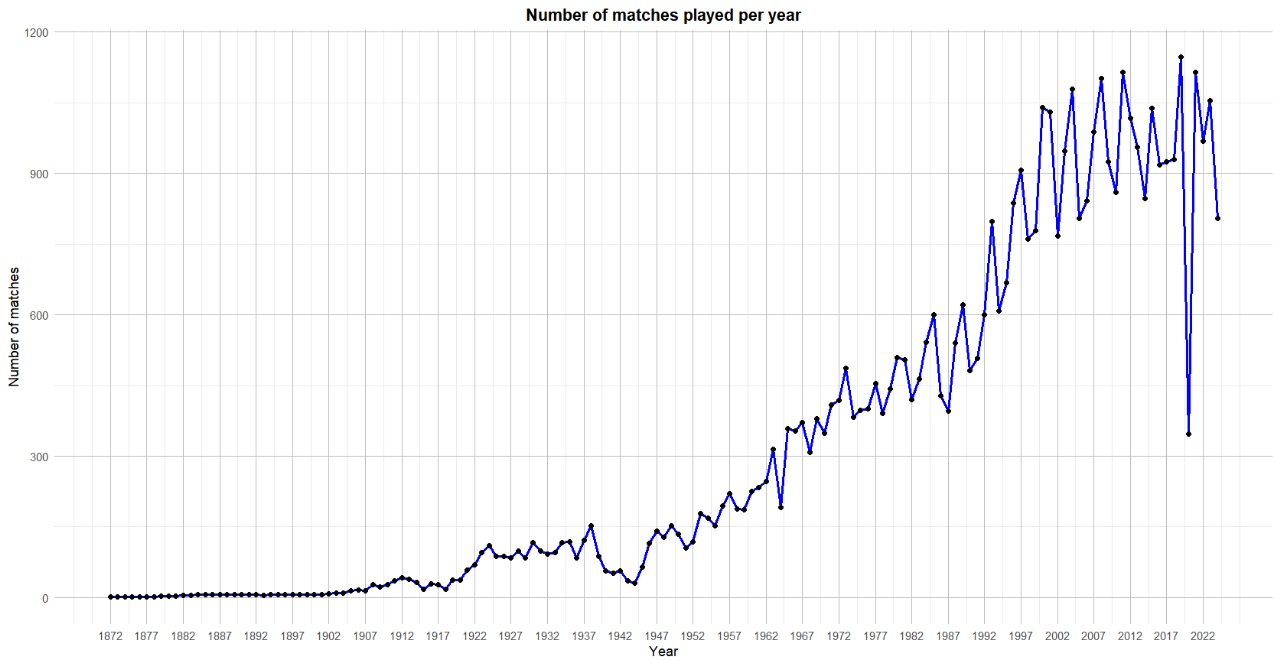 Number of matches played per year
1200
900
600
300
0
Number of matches
1872 1877 1882 1887 1892 1897 1902 1907 1912 1917 1922 1927 1932 1937 1942 1947 1952 1957 1962 1967 1972 1977 1982 1987 1992 1997 2002 2007 2012 2017 2022
Year